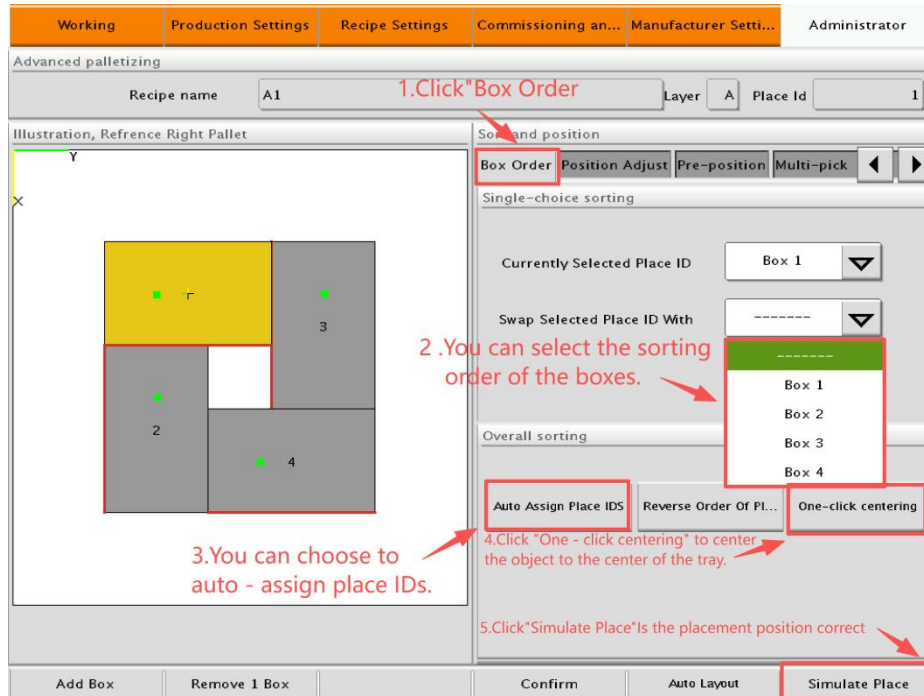 Working Production Settings Recipe Settings Commissioning an... Manufacturer Setti... Administrator
Advanced palletizing
Recipe name A1 Layer A Place Id 1
1.Click"Box Order
Illustration, Refrence Right Pallet
Y
X
3
2
4
Sort and position
Box Order Position Adjust Pre-position Multi-pick
Single-choice sorting
Currently Selected Place ID Box 1
Swap Selected Place ID With -------
2 .You can select the sorting
order of the boxes.
-------
Box 1
Box 2
Box 3
Box 4
Overall sorting
Auto Assign Place IDS Reverse Order Of Pl... One-click centering
3.You can choose to
auto - assign place IDs.
4.Click "One - click centering" to center
the object to the center of the tray.
5.Click"Simulate Place"Is the placement position correct
Add Box Remove 1 Box Confirm Auto Layout Simulate Place